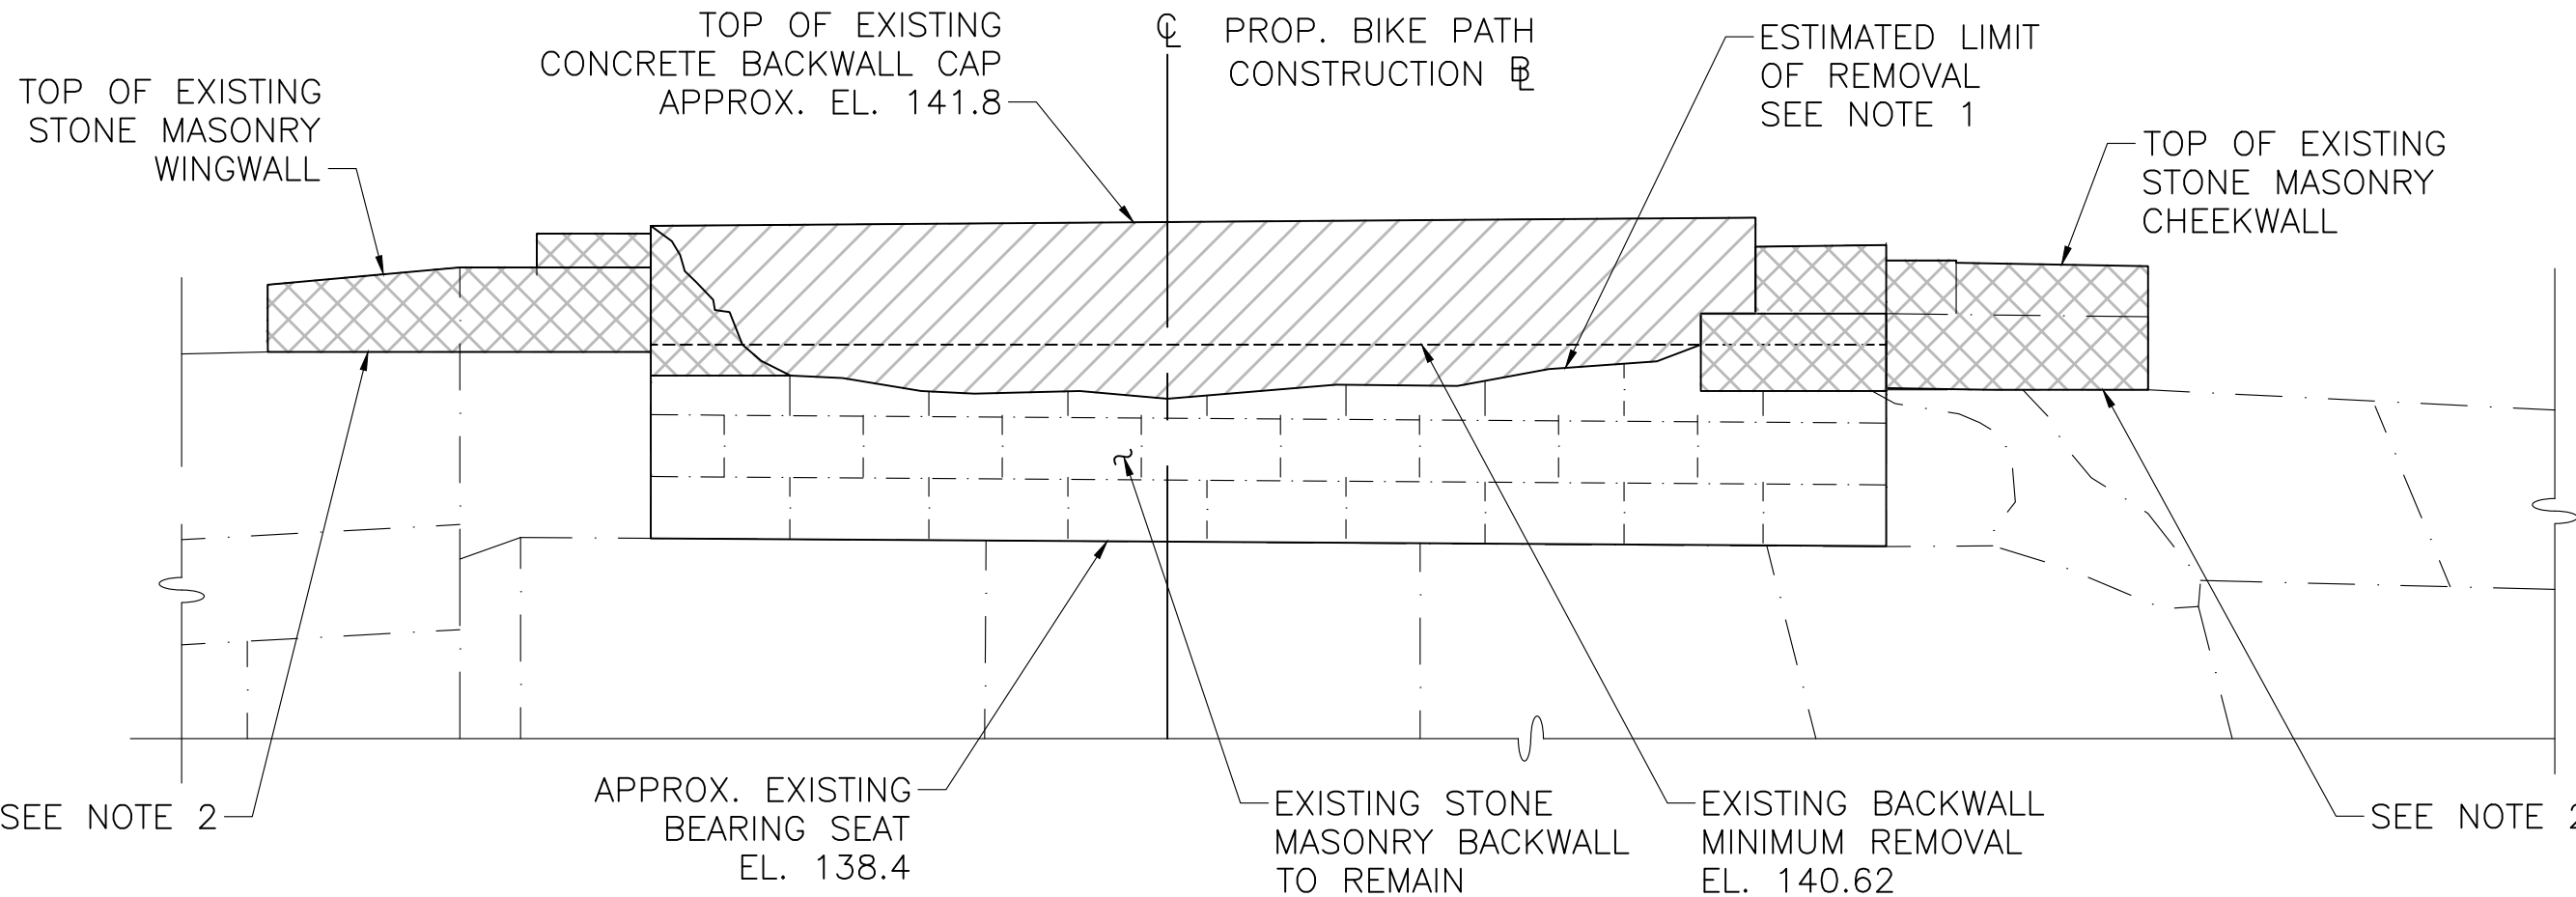 TOP OF EXISTING
STONE MASONRY
WINGWALL
TOP OF EXISTING
CONCRETE BACKWALL CAP
APPROX. EL. 141.8
℄ PROP. BIKE PATH
CONSTRUCTION BL
ESTIMATED LIMIT
OF REMOVAL
SEE NOTE 1
TOP OF EXISTING
STONE MASONRY
CHEEKWALL
SEE NOTE 2
APPROX. EXISTING
BEARING SEAT
EL. 138.4
EXISTING STONE
MASONRY BACKWALL
TO REMAIN
EXISTING BACKWALL
MINIMUM REMOVAL
EL. 140.62
SEE NOTE 2